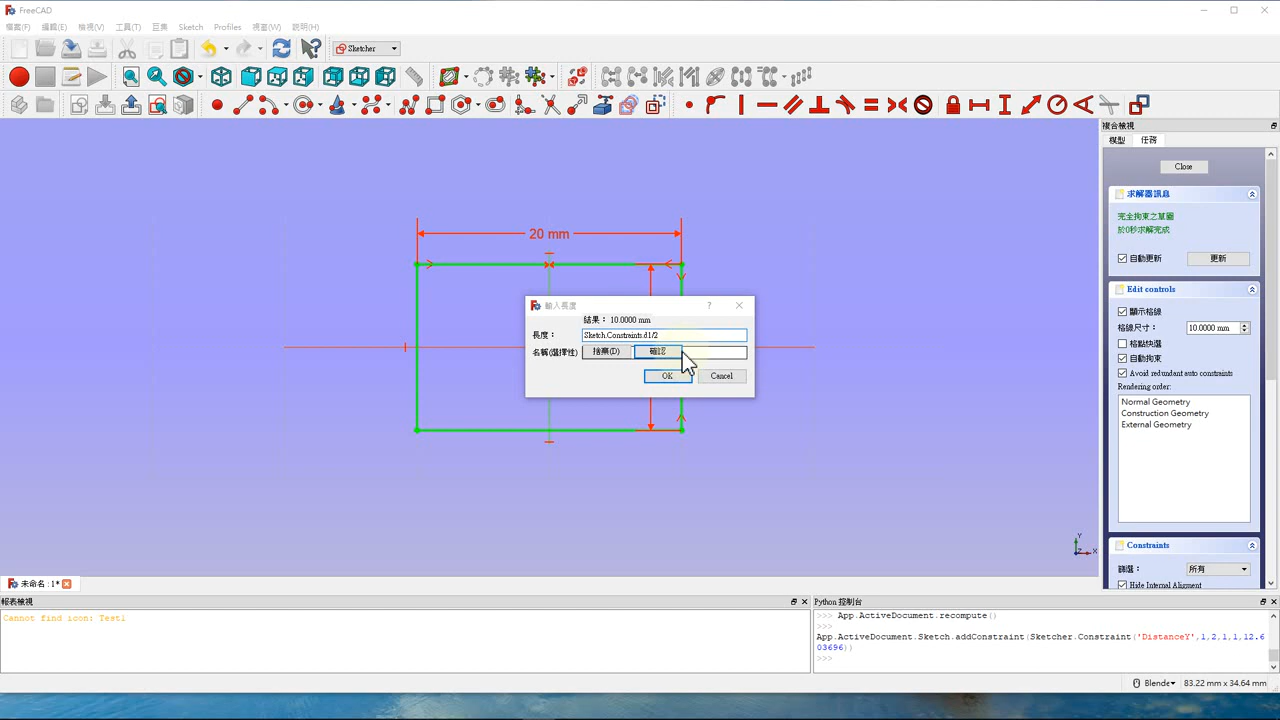 FreeCAD
檔案(F) 編輯(E) 檢視(V) 工具(T) 巨集 Sketch Profiles 視窗(W) 說明(H)
Sketcher
複合檢視
模型 任務
Close
求解器訊息
完全拘束之草圖
於0秒求解完成
自動更新 更新
Edit controls
顯示格線
格線尺寸： 10.0000 mm
格點快選
自動拘束
Avoid redundant auto constraints
Rendering order:
Normal Geometry
Construction Geometry
External Geometry
Constraints
篩選： 所有
Hide Internal Aligment
20 mm
輸入長度
結果： 10.0000 mm
長度： Sketch.Constraints.d1/2
名稱(選擇性) 捨棄(D) 確認
OK Cancel
Y
Z X
未命名 : 1*
報表檢視
Cannot find icon: Test1
Python 控制台
>>> App.ActiveDocument.recompute()
>>>
App.ActiveDocument.Sketch.addConstraint(Sketcher.Constraint('DistanceY',1,2,1,1,12.6
03696))
>>>
Blende 83.22 mm x 34.64 mm